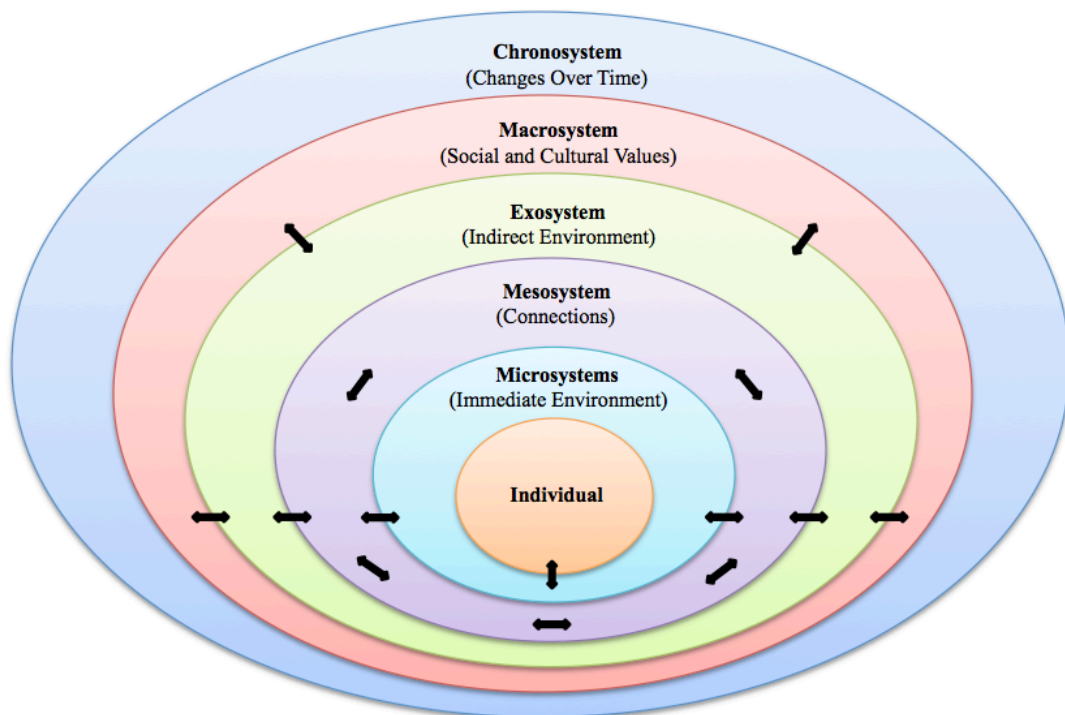 Chronosystem
(Changes Over Time)
Macrosystem
(Social and Cultural Values)
Exosystem
(Indirect Environment)
Mesosystem
(Connections)
Microsystems
(Immediate Environment)
Individual